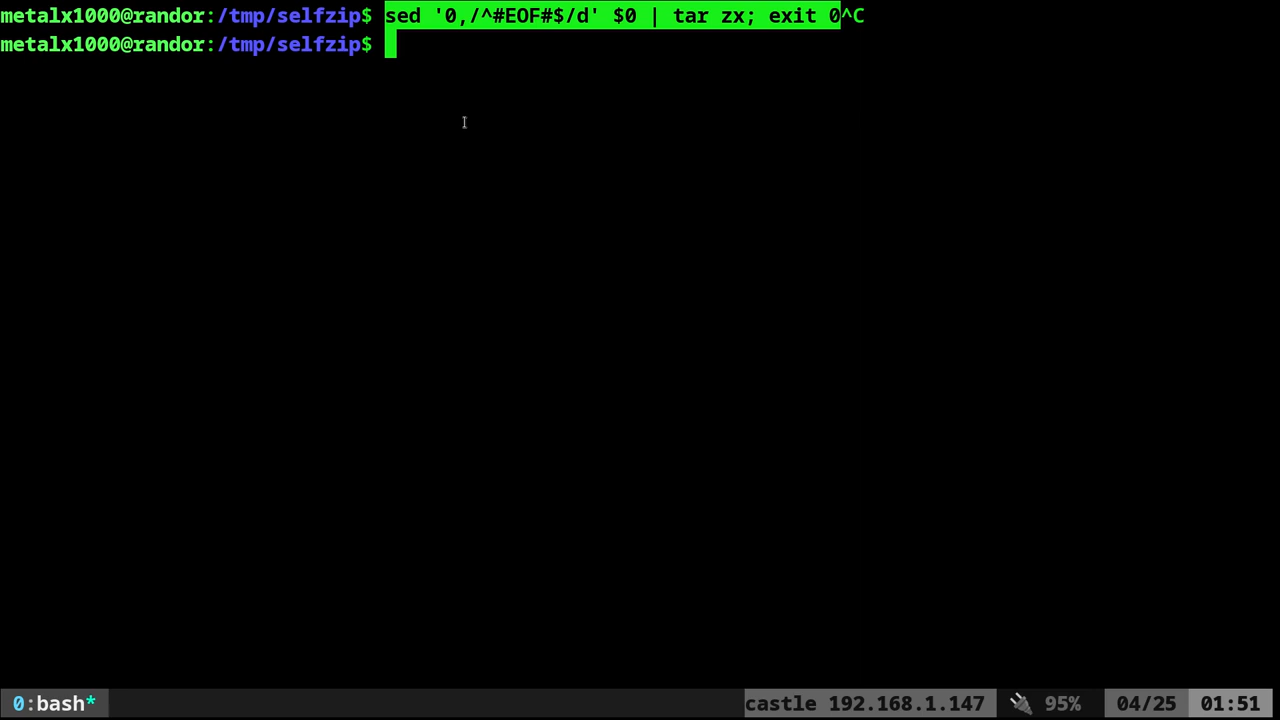 metalx1000@randor:/tmp/selfzip$ sed '0,/^#EOF#$/d' $0 | tar zx; exit 0^C
metalx1000@randor:/tmp/selfzip$
0:bash* castle 192.168.1.147 🔌 95% 04/25 01:51